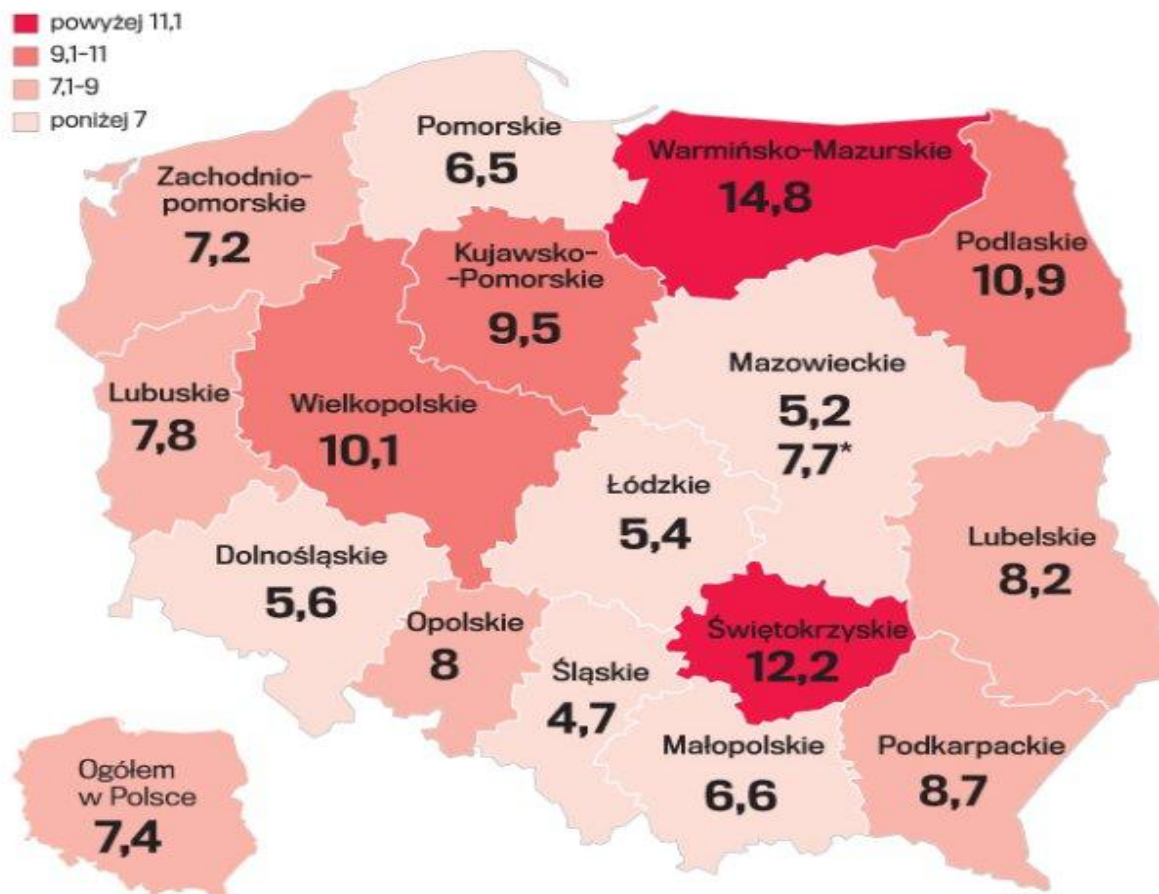 powyżej 11,1
9,1-11
7,1-9
poniżej 7
Pomorskie
6,5
Warmińsko-Mazurskie
14,8
Zachodnio-
pomorskie
7,2
Kujawsko-
-Pomorskie
9,5
Podlaskie
10,9
Mazowieckie
5,2
7,7*
Lubuskie
7,8
Wielkopolskie
10,1
Łódzkie
5,4
Lubelskie
8,2
Dolnośląskie
5,6
Opolskie
8
Śląskie
4,7
Świętokrzyskie
12,2
Małopolskie
6,6
Podkarpackie
8,7
Ogółem
w Polsce
7,4